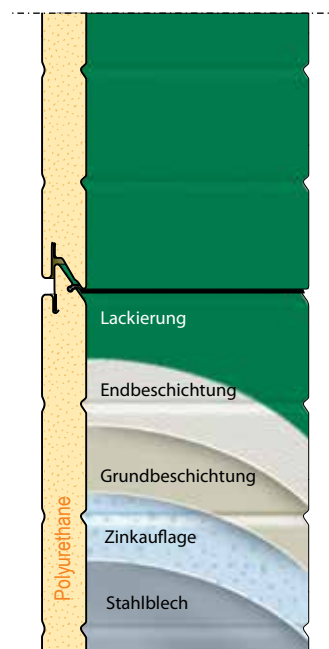 Lackierung
Endbeschichtung
Grundbeschichtung
Zinkauflage
Stahlblech
Polyurethane